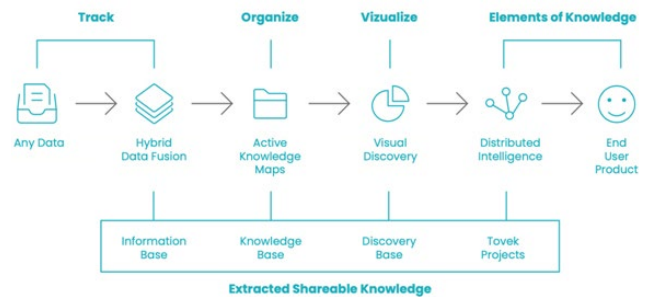 Track
Organize
Vizualize
Elements of Knowledge
Any Data
Hybrid
Data Fusion
Active
Knowledge
Maps
Visual
Discovery
Distributed
Intelligence
End
User
Product
Information
Base
Knowledge
Base
Discovery
Base
Tovek
Projects
Extracted Shareable Knowledge